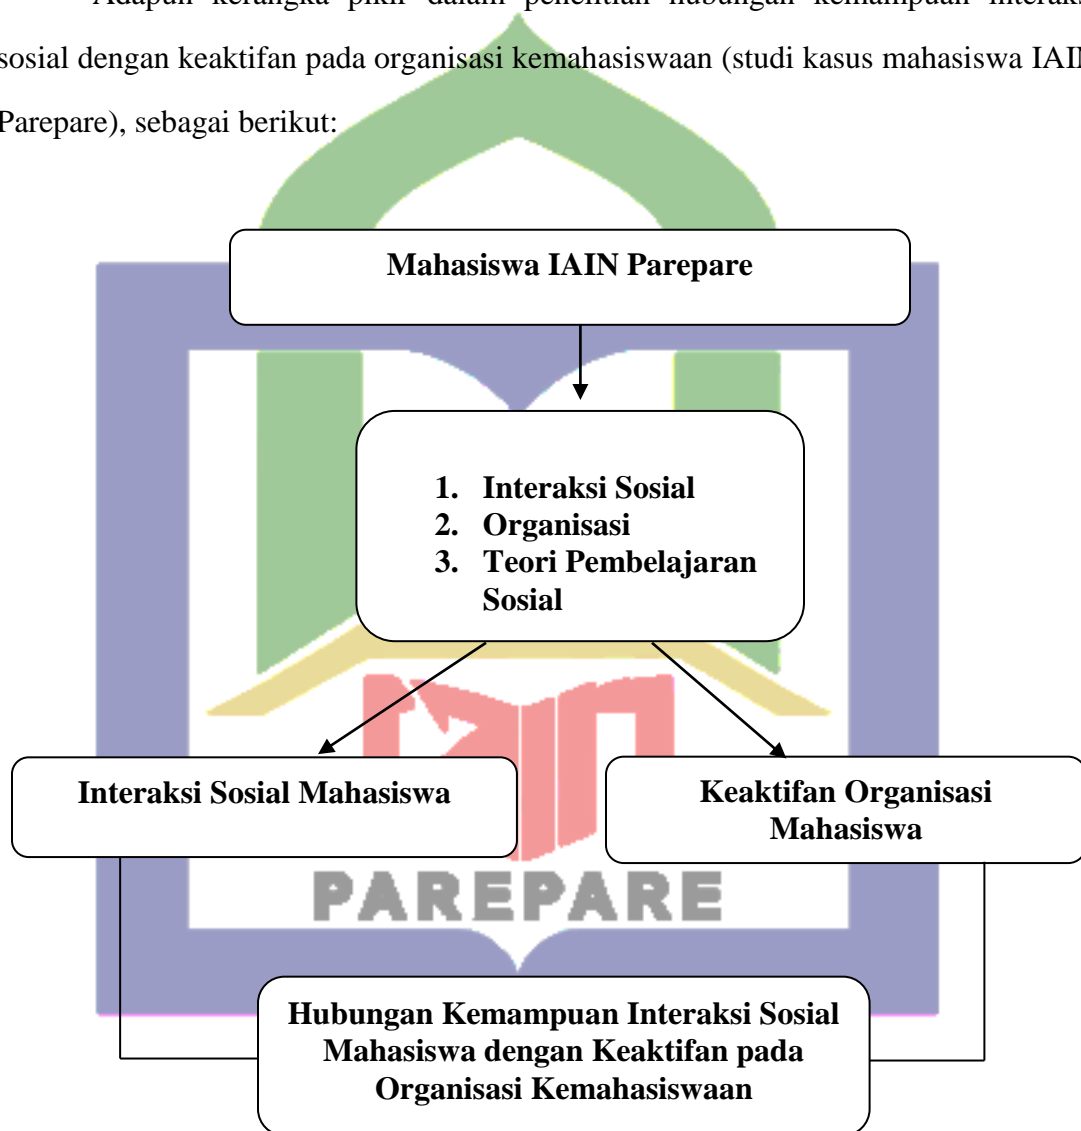 Adapun kerangka pikir dalam penelitian hubungan kemampuan interaksi
sosial dengan keaktifan pada organisasi kemahasiswaan (studi kasus mahasiswa IAIN
Parepare), sebagai berikut:
Mahasiswa IAIN Parepare
1. Interaksi Sosial
2. Organisasi
3. Teori Pembelajaran
Sosial
Interaksi Sosial Mahasiswa
Keaktifan Organisasi
Mahasiswa
PAREPARE
Hubungan Kemampuan Interaksi Sosial
Mahasiswa dengan Keaktifan pada
Organisasi Kemahasiswaan